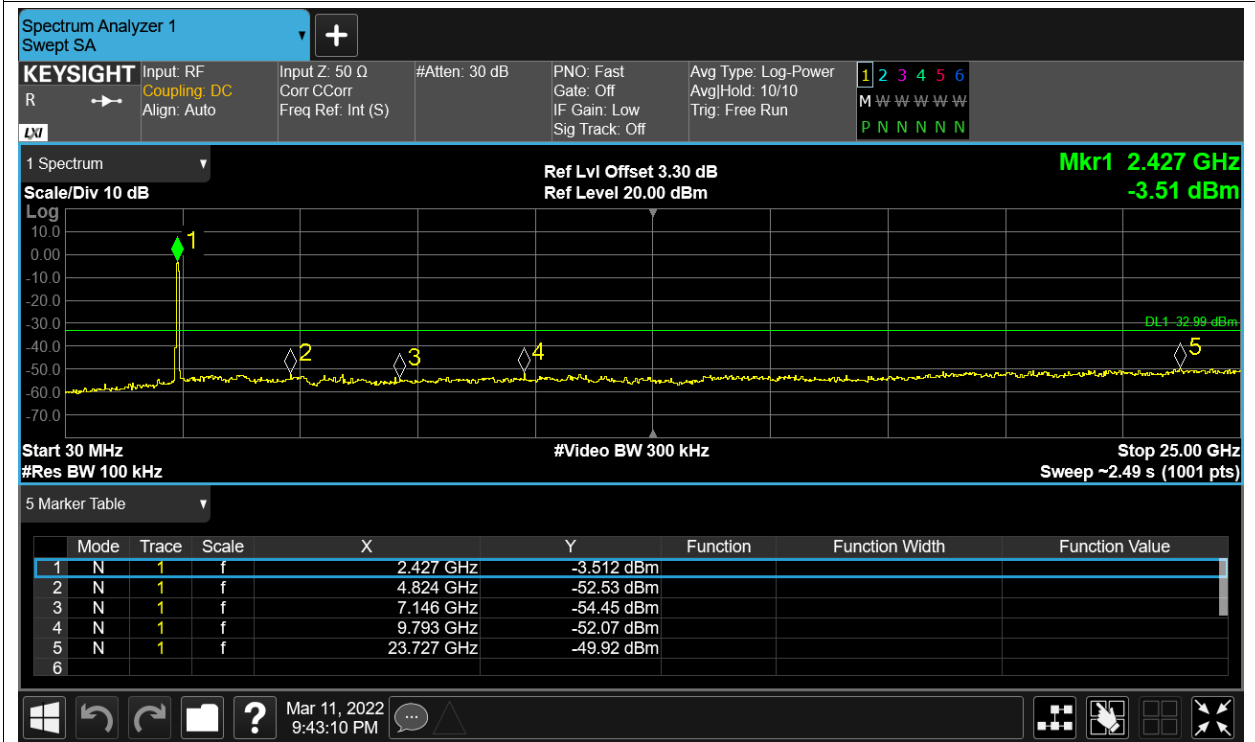 Spectrum Analyzer 1
Swept SA
+
KEYSIGHT
R
LXI
Input: RF
Coupling: DC
Align: Auto
Input Z: 50 Ω
Corr CCorr
Freq Ref: Int (S)
#Atten: 30 dB
PNO: Fast
Gate: Off
IF Gain: Low
Sig Track: Off
Avg Type: Log-Power
Avg|Hold: 10/10
Trig: Free Run
1 2 3 4 5 6
M W W W W W
P N N N N N
1 Spectrum
Scale/Div 10 dB
Ref Lvl Offset 3.30 dB
Ref Level 20.00 dBm
Mkr1 2.427 GHz
-3.51 dBm
Log
10.0
0.00
-10.0
-20.0
-30.0
-40.0
-50.0
-60.0
-70.0
1
2
3
4
5
DL1 -32.99 dBm
Start 30 MHz
#Res BW 100 kHz
#Video BW 300 kHz
Stop 25.00 GHz
Sweep ~2.49 s (1001 pts)
5 Marker Table
Mode Trace Scale X Y Function Function Width Function Value
1 N 1 f 2.427 GHz -3.512 dBm
2 N 1 f 4.824 GHz -52.53 dBm
3 N 1 f 7.146 GHz -54.45 dBm
4 N 1 f 9.793 GHz -52.07 dBm
5 N 1 f 23.727 GHz -49.92 dBm
6
?
Mar 11, 2022
9:43:10 PM